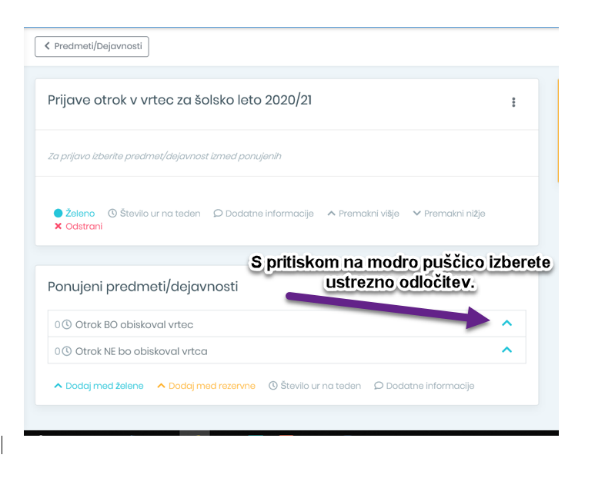 Predmeti/Dejavnosti
Prijave otrok v vrtec za šolsko leto 2020/21
Za prijavo izberite predmet/dejavnost izmed ponujenih
Želeno Število ur na teden Dodatne informacije Premakni višje Premakni nižje
Odstrani
S pritiskom na modro puščico izberete
ustrezno odločitev.
Ponujeni predmeti/dejavnosti
0 Otrok BO obiskoval vrtec
0 Otrok NE bo obiskoval vrtca
Dodaj med želene Dodaj med rezervne Število ur na teden Dodatne informacije